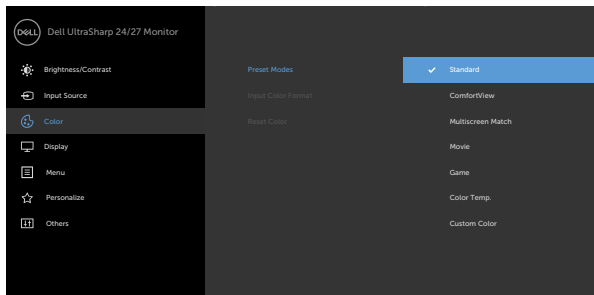 DELL
Dell UltraSharp 24/27 Monitor
Brightness/Contrast
Input Source
Color
Display
Menu
Personalize
Others
Preset Modes
Input Color Format
Reset Color
Standard
ComfortView
Multiscreen Match
Movie
Game
Color Temp.
Custom Color